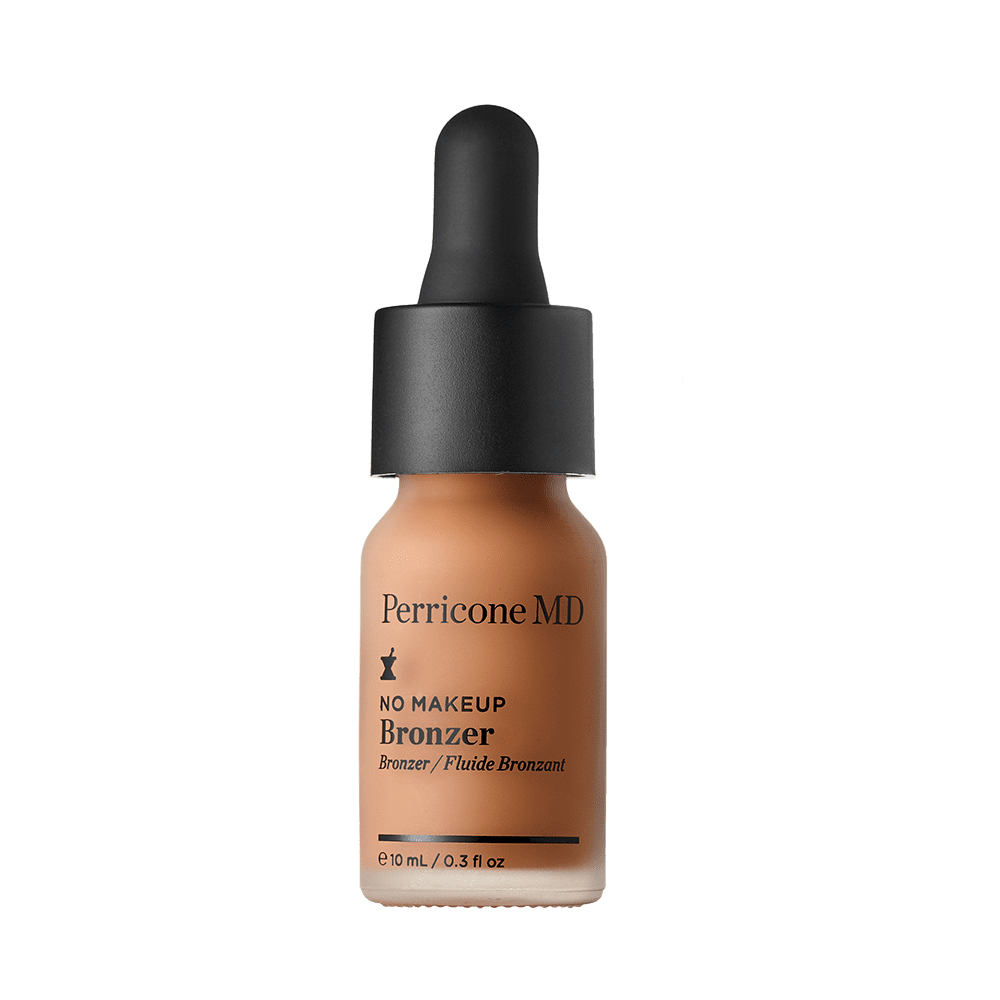 Perricone MD
NO MAKEUP
Bronzer
Bronzer / Fluide Bronzant
℮ 10 mL / 0.3 fl oz